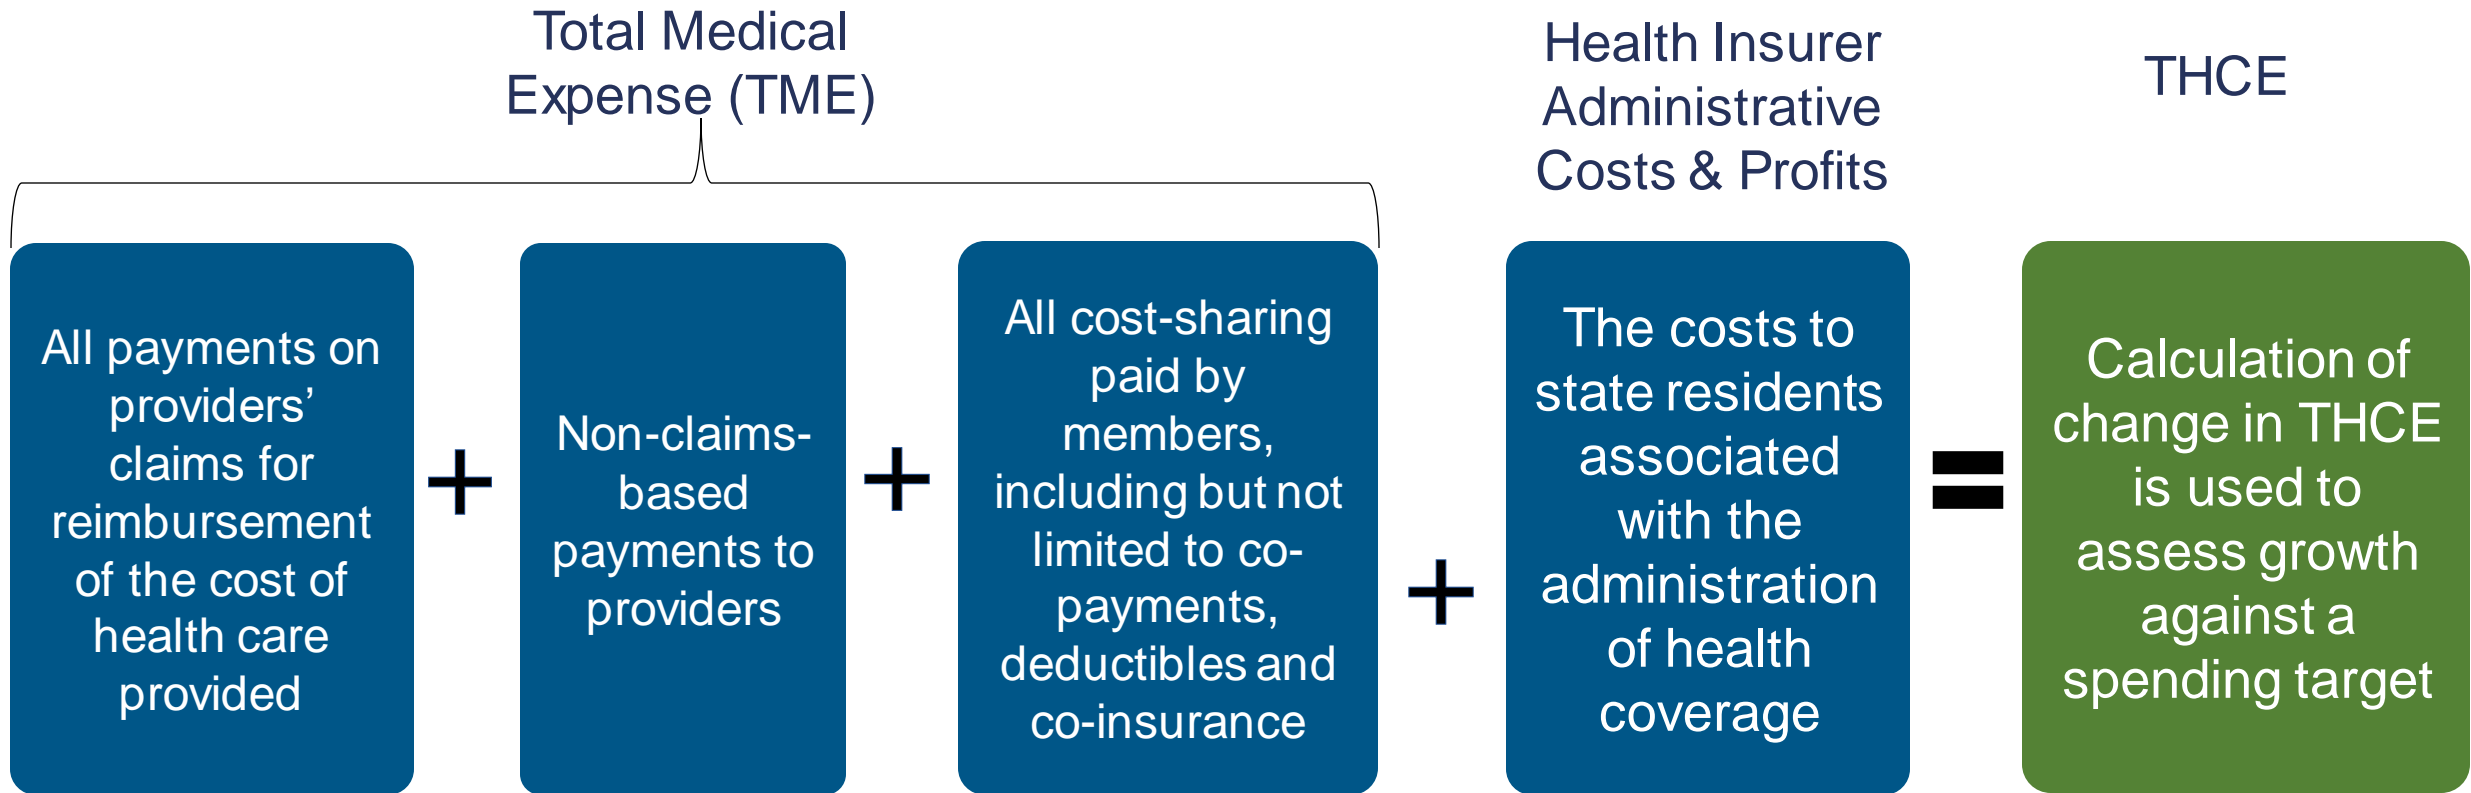 Total Medical
Expense (TME)
Health Insurer
Administrative
Costs & Profits
THCE
All payments on
providers’
claims for
reimbursement
of the cost of
health care
provided
+
Non-claims-
based
payments to
providers
+
All cost-sharing
paid by
members,
including but not
limited to co-
payments,
deductibles and
co-insurance
+
The costs to
state residents
associated
with the
administration
of health
coverage
=
Calculation of
change in THCE
is used to
assess growth
against a
spending target